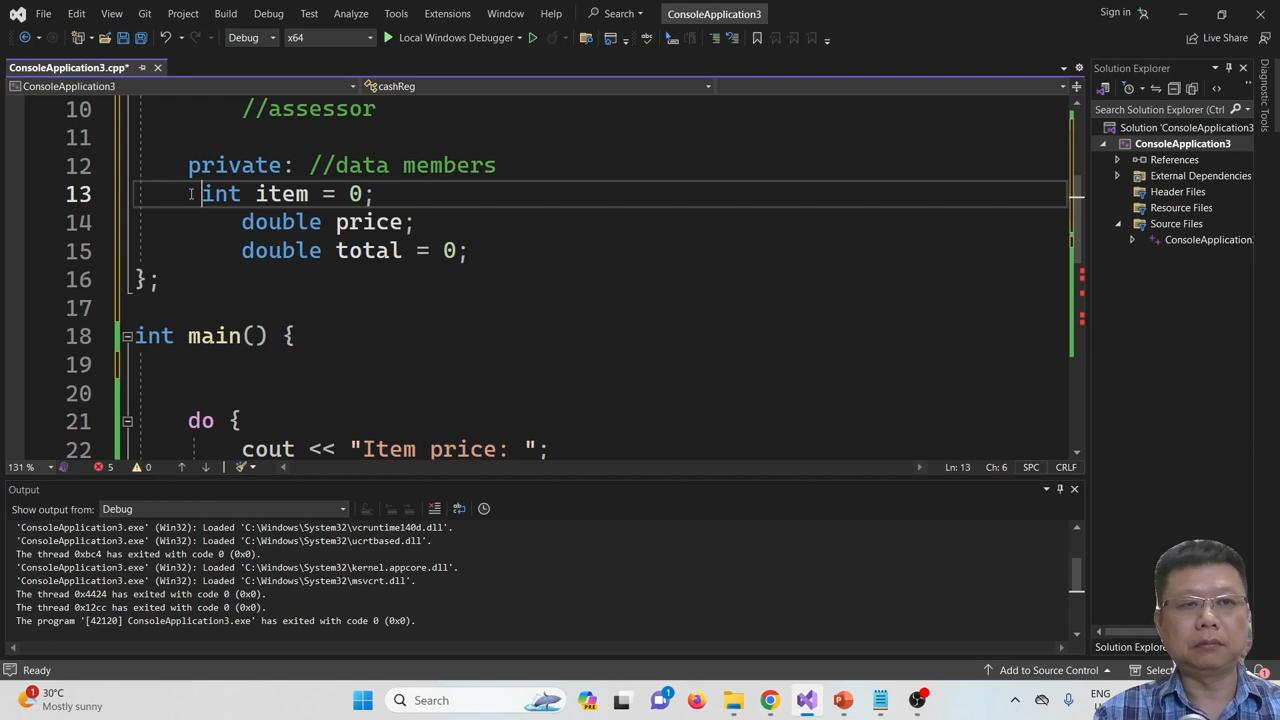 File Edit View Git Project Build Debug Test Analyze Tools Extensions Window Help Search ConsoleApplication3 Sign in
Debug x64 Local Windows Debugger Live Share
ConsoleApplication3.cpp*
ConsoleApplication3 cashReg
10 //assessor
11
12 private: //data members
13 int item = 0;
14 double price;
15 double total = 0;
16 };
17
18 int main() {
19
20
21 do {
22 cout << "Item price: ";
131 % 5 0 Ln: 13 Ch: 6 SPC CRLF
Output
Show output from: Debug
'ConsoleApplication3.exe' (Win32): Loaded 'C:\Windows\System32\vcruntime140d.dll'.
'ConsoleApplication3.exe' (Win32): Loaded 'C:\Windows\System32\ucrtbased.dll'.
The thread 0xbc4 has exited with code 0 (0x0).
'ConsoleApplication3.exe' (Win32): Loaded 'C:\Windows\System32\kernel.appcore.dll'.
'ConsoleApplication3.exe' (Win32): Loaded 'C:\Windows\System32\msvcrt.dll'.
The thread 0x4424 has exited with code 0 (0x0).
The thread 0x12cc has exited with code 0 (0x0).
The program '[42120] ConsoleApplication3.exe' has exited with code 0 (0x0).
Solution Explorer
Search Solution Explorer (Ctrl
Solution 'ConsoleApplication3
ConsoleApplication3
References
External Dependencies
Header Files
Resource Files
Source Files
ConsoleApplication.
Diagnostic Tools
Solution Explorer
Ready Add to Source Control Selec 1
1 30°C
Mostly sunny
Search PRE 1 ENG